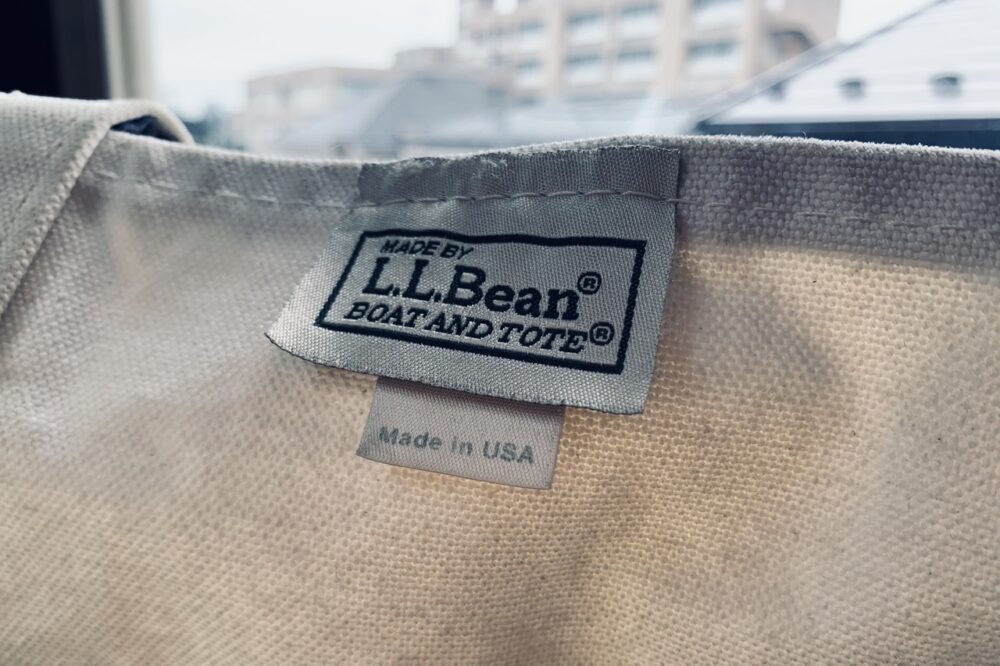 MADE BY
L.L.Bean®
BOAT AND TOTE®
Made in USA